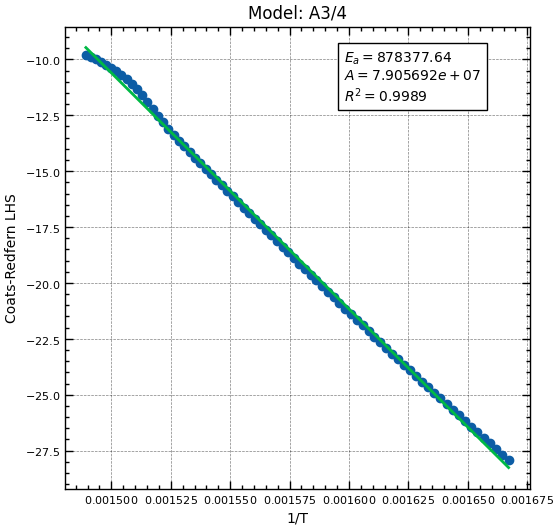 Model: A3/4
Eₐ = 878377.64
A = 7.905692e + 07
R² = 0.9989
Coats-Redfern LHS
−10.0
−12.5
−15.0
−17.5
−20.0
−22.5
−25.0
−27.5
0.001500 0.001525 0.001550 0.001575 0.001600 0.001625 0.001650 0.001675
1/T